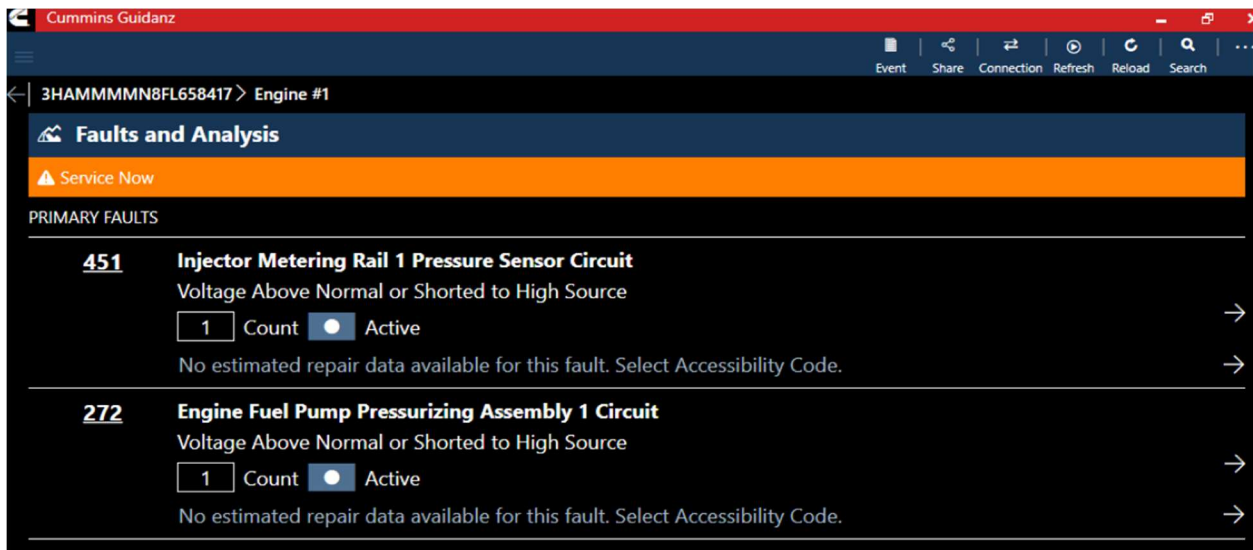 Cummins Guidanz
Event Share Connection Refresh Reload Search
3HAMMMMN8FL658417 > Engine #1
Faults and Analysis
Service Now
PRIMARY FAULTS
451 Injector Metering Rail 1 Pressure Sensor Circuit
Voltage Above Normal or Shorted to High Source
1 Count Active
No estimated repair data available for this fault. Select Accessibility Code.
272 Engine Fuel Pump Pressurizing Assembly 1 Circuit
Voltage Above Normal or Shorted to High Source
1 Count Active
No estimated repair data available for this fault. Select Accessibility Code.